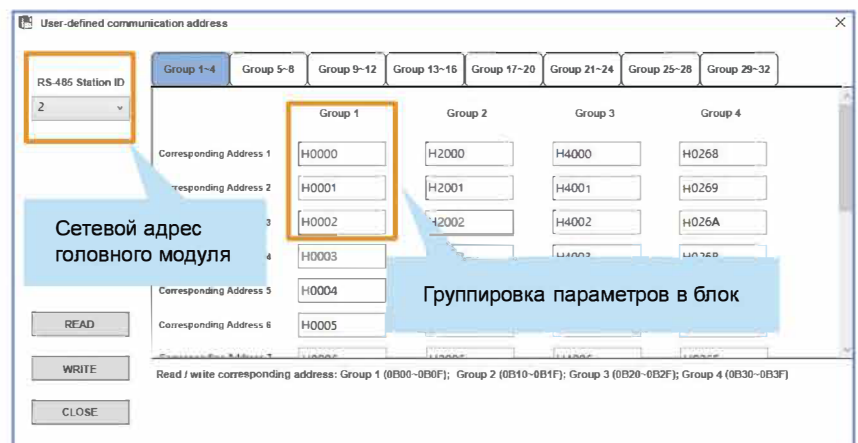 User-defined communication address
RS-485 Station ID
2
Group 1~4 Group 5~8 Group 9~12 Group 13~16 Group 17~20 Group 21~24 Group 25~28 Group 29~32
Group 1 Group 2 Group 3 Group 4
Corresponding Address 1 H0000 H2000 H4000 H0268
Corresponding Address 2 H0001 H2001 H4001 H0269
3 H0002 H2002 H4002 H026A
Сетевой адрес
головного модуля
4 H0003 H4003 H026B
Группировка параметров в блок
Corresponding Address 5 H0004
Corresponding Address 6 H0005
READ
WRITE
CLOSE
Read / write corresponding address: Group 1 (0B00~0B0F); Group 2 (0B10~0B1F); Group 3 (0B20~0B2F); Group 4 (0B30~0B3F)